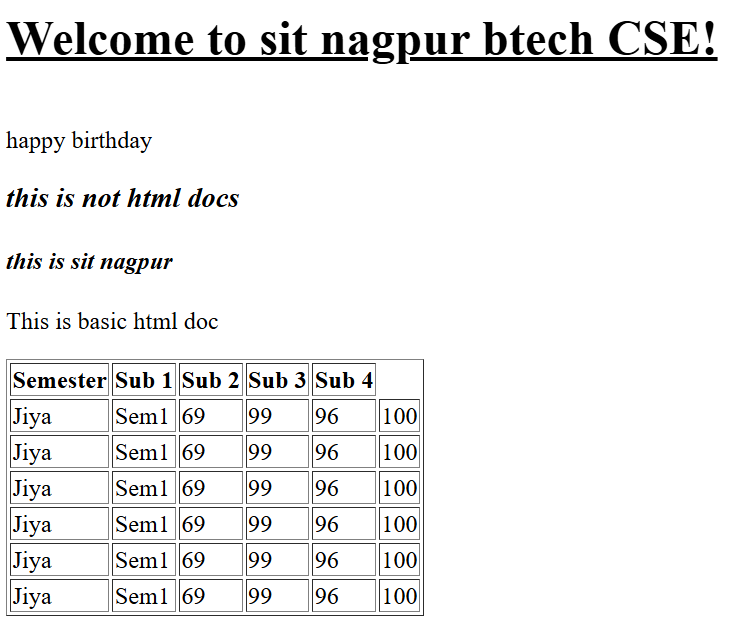 Welcome to sit nagpur btech CSE!
happy birthday
this is not html docs
this is sit nagpur
This is basic html doc
Semester Sub 1 Sub 2 Sub 3 Sub 4
Jiya Sem1 69 99 96 100
Jiya Sem1 69 99 96 100
Jiya Sem1 69 99 96 100
Jiya Sem1 69 99 96 100
Jiya Sem1 69 99 96 100
Jiya Sem1 69 99 96 100